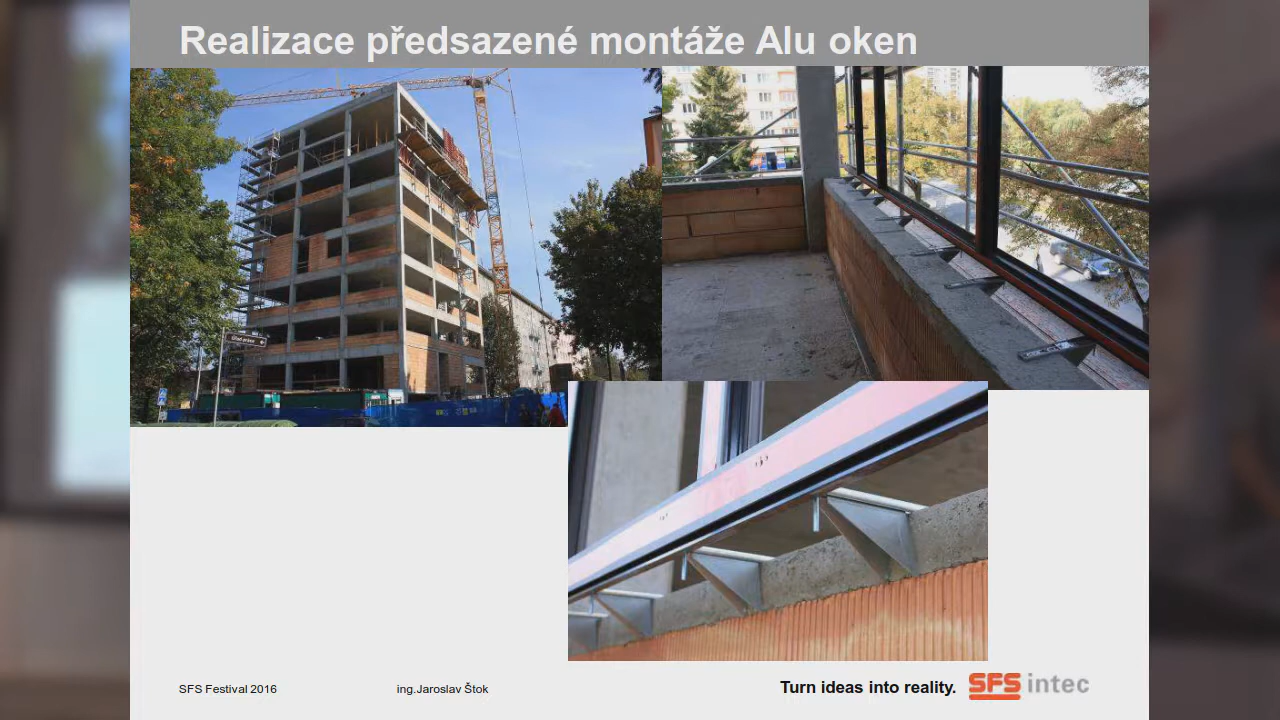 Realizace předsazené montáže Alu oken
SFS Festival 2016
ing.Jaroslav Štok
Turn ideas into reality.
SFS intec